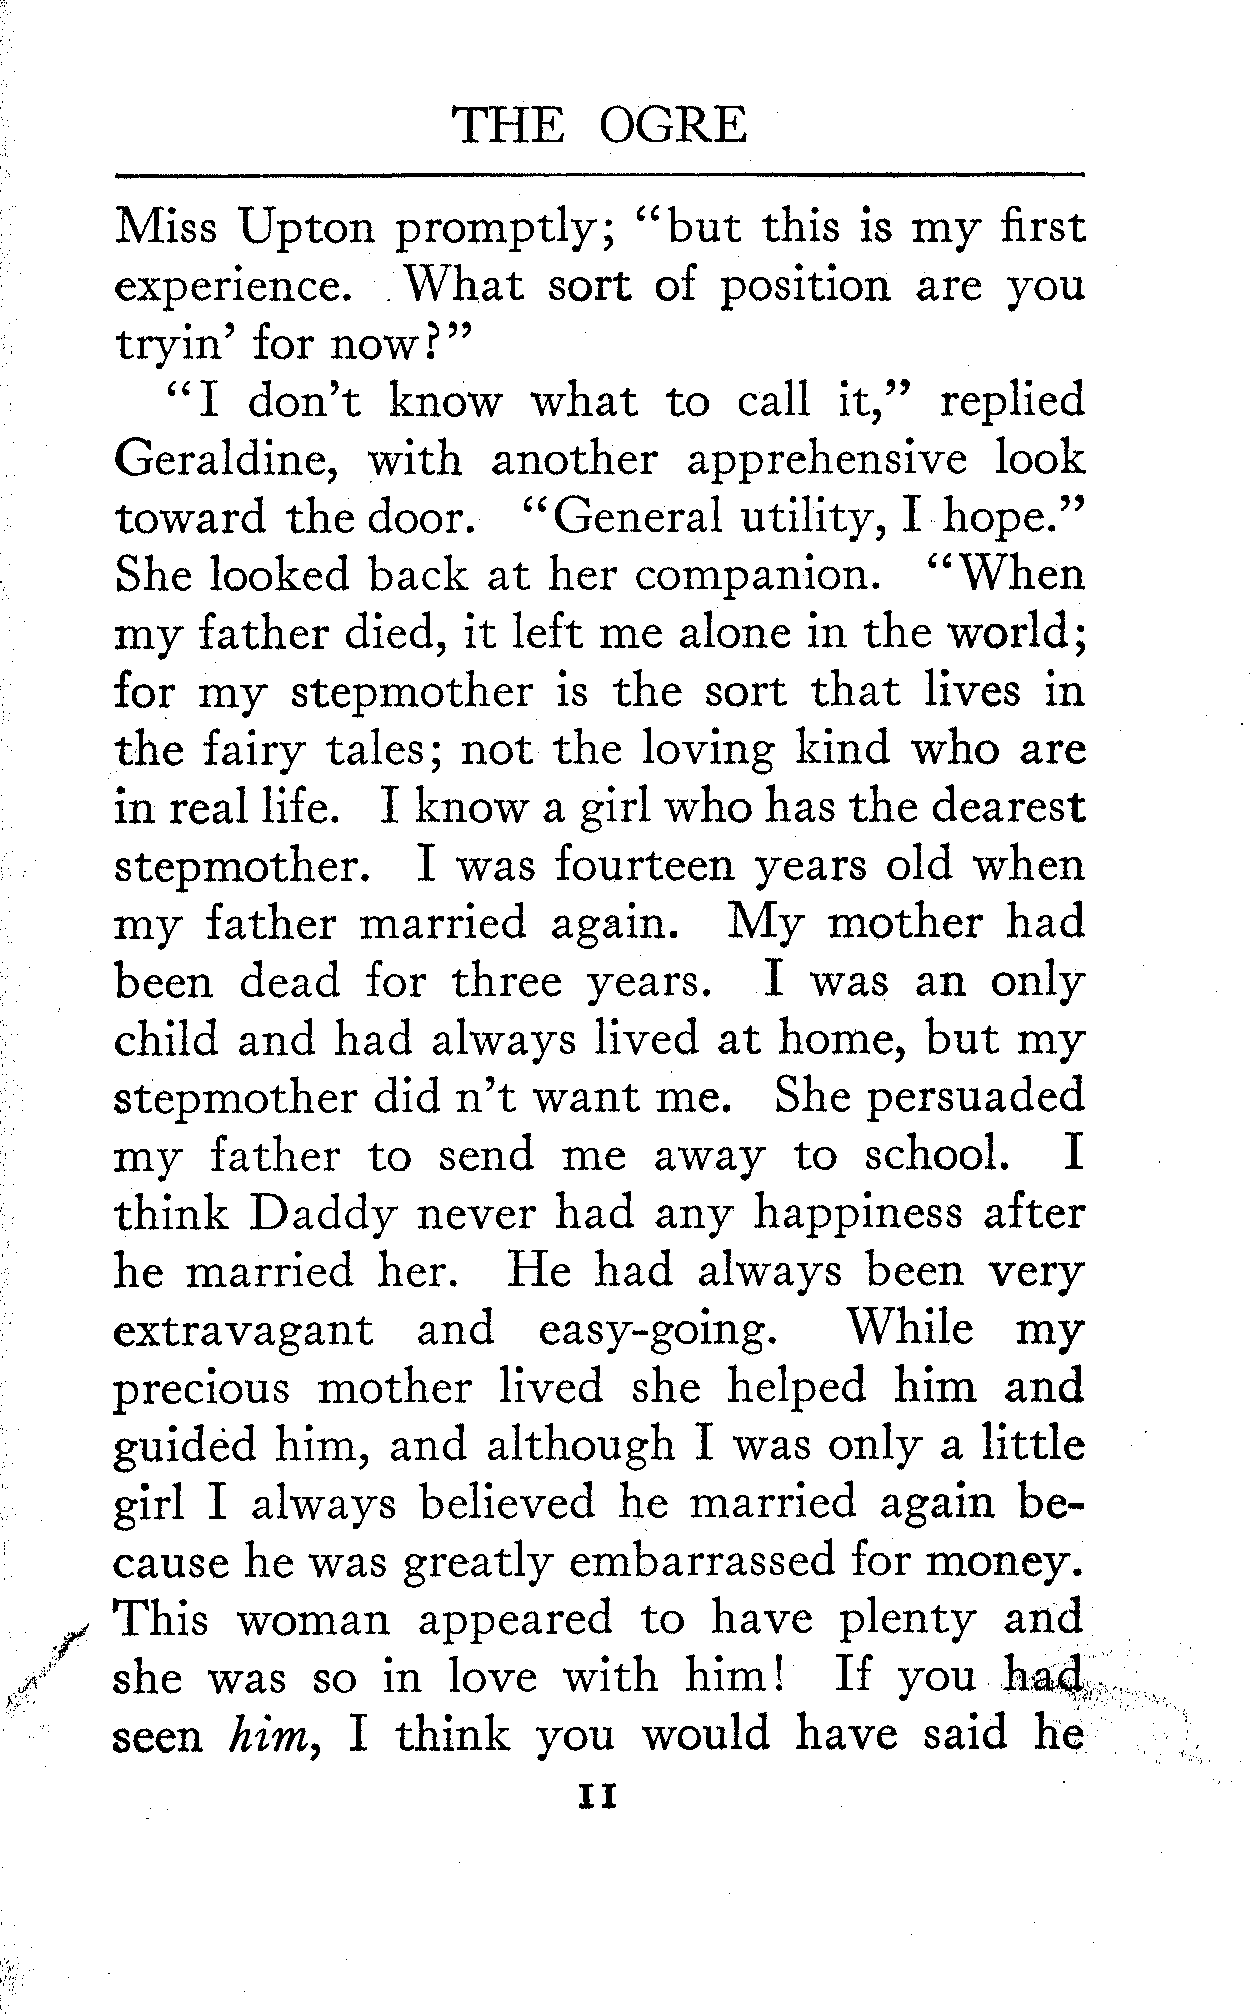 THE OGRE
Miss Upton promptly; “but this is my first
experience. What sort of position are you
tryin’ for now?”
“I don’t know what to call it,” replied
Geraldine, with another apprehensive look
toward the door. “General utility, I hope.”
She looked back at her companion. “When
my father died, it left me alone in the world;
for my stepmother is the sort that lives in
the fairy tales; not the loving kind who are
in real life. I know a girl who has the dearest
stepmother. I was fourteen years old when
my father married again. My mother had
been dead for three years. I was an only
child and had always lived at home, but my
stepmother did n’t want me. She persuaded
my father to send me away to school. I
think Daddy never had any happiness after
he married her. He had always been very
extravagant and easy-going. While my
precious mother lived she helped him and
guided him, and although I was only a little
girl I always believed he married again be-
cause he was greatly embarrassed for money.
This woman appeared to have plenty and
she was so in love with him! If you had
seen him, I think you would have said he
11